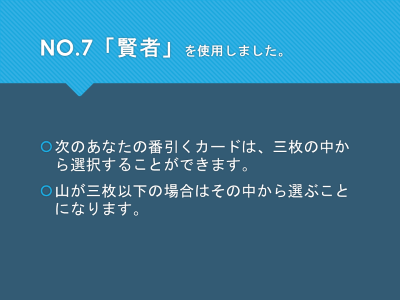 NO.7「賢者」を使用しました。
次のあなたの番引くカードは、三枚の中か
ら選択することができます。
山が三枚以下の場合はその中から選ぶこと
になります。